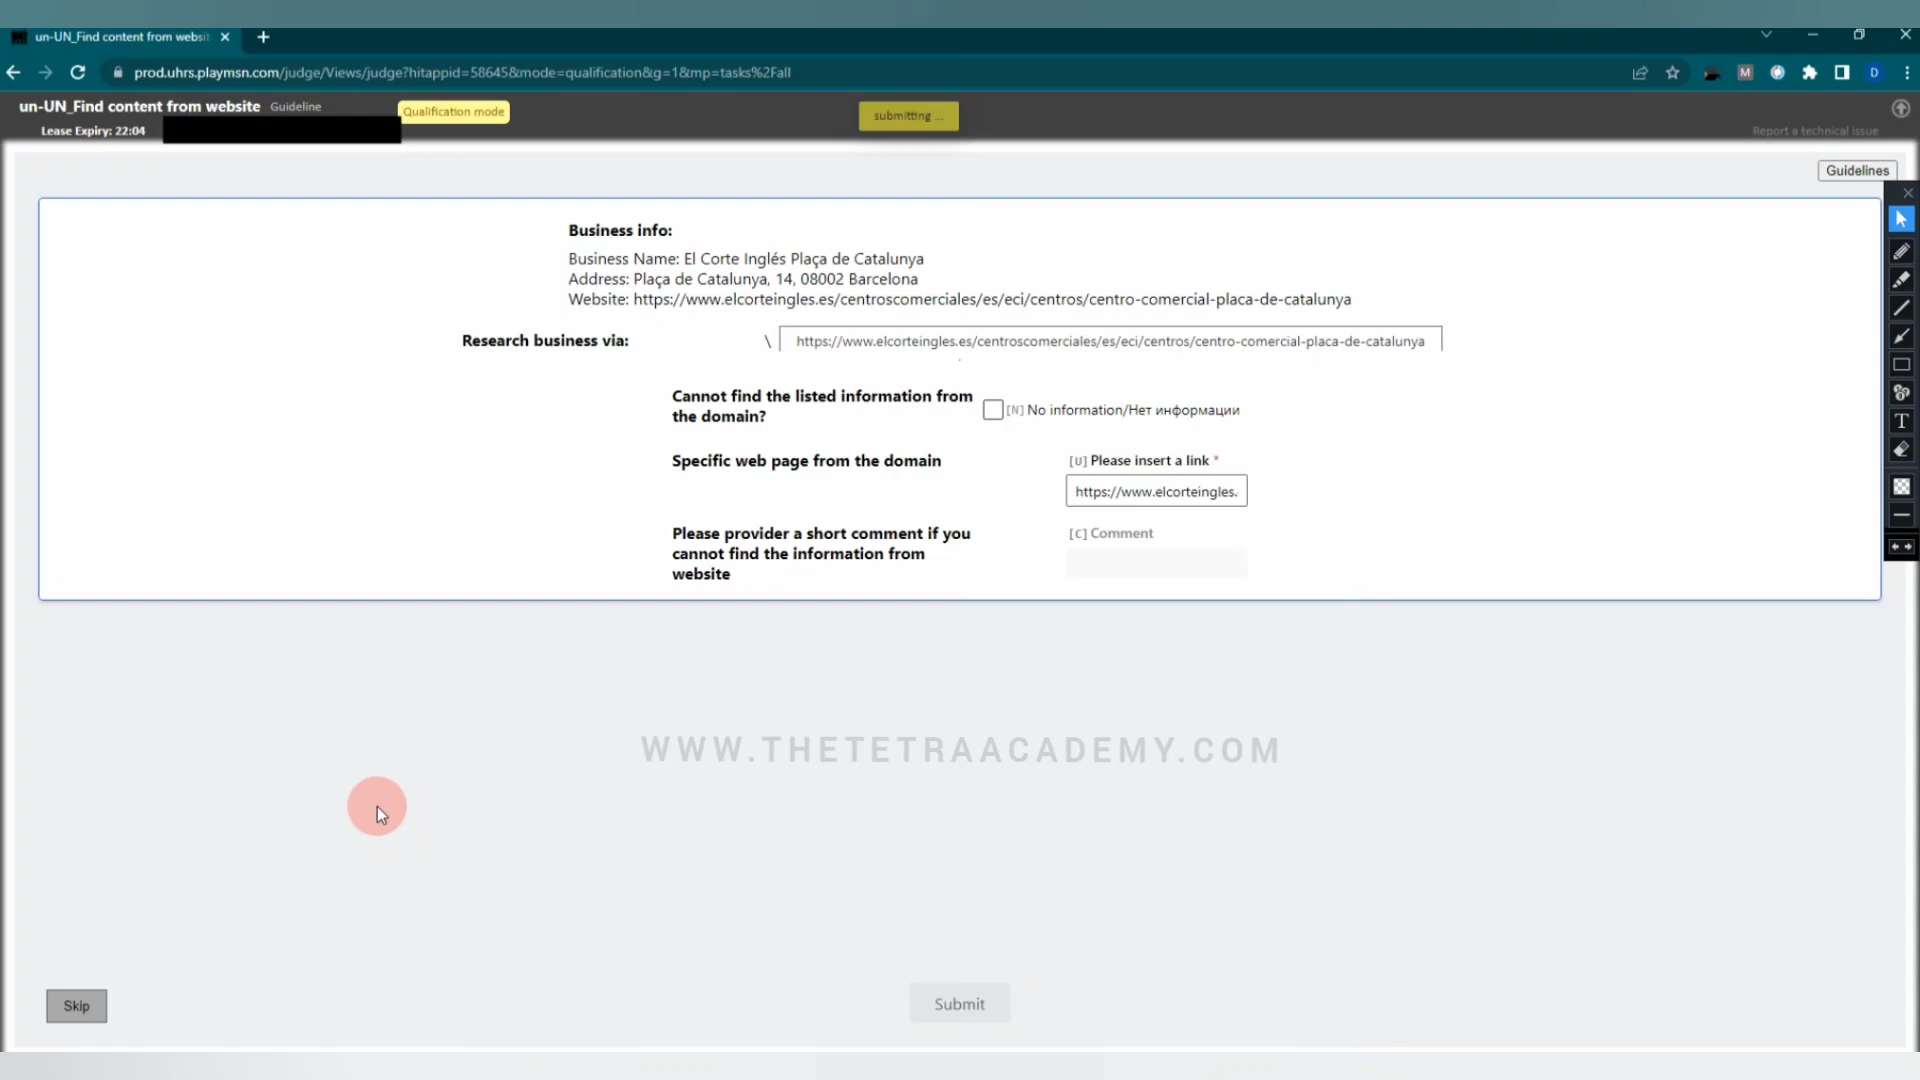 un-UN_Find content from websit
prod.uhrs.playmsn.com/judge/Views/judge?hitappid=58645&mode=qualification&g=1&mp=tasks%2Fall
M
D
un-UN_Find content from website Guideline
Qualification mode
submitting ...
Lease Expiry: 22:04
Report a technical issue
Guidelines
Business info:
Business Name: El Corte Inglés Plaça de Catalunya
Address: Plaça de Catalunya, 14, 08002 Barcelona
Website: https://www.elcorteingles.es/centroscomerciales/es/eci/centros/centro-comercial-placa-de-catalunya
Research business via: \ https://www.elcorteingles.es/centroscomerciales/es/eci/centros/centro-comercial-placa-de-catalunya
Cannot find the listed information from
the domain?
[N] No information/Нет информации
Specific web page from the domain
[U] Please insert a link *
https://www.elcorteingles.
Please provider a short comment if you
cannot find the information from
website
[C] Comment
T
WWW.THETETRAACADEMY.COM
Skip
Submit